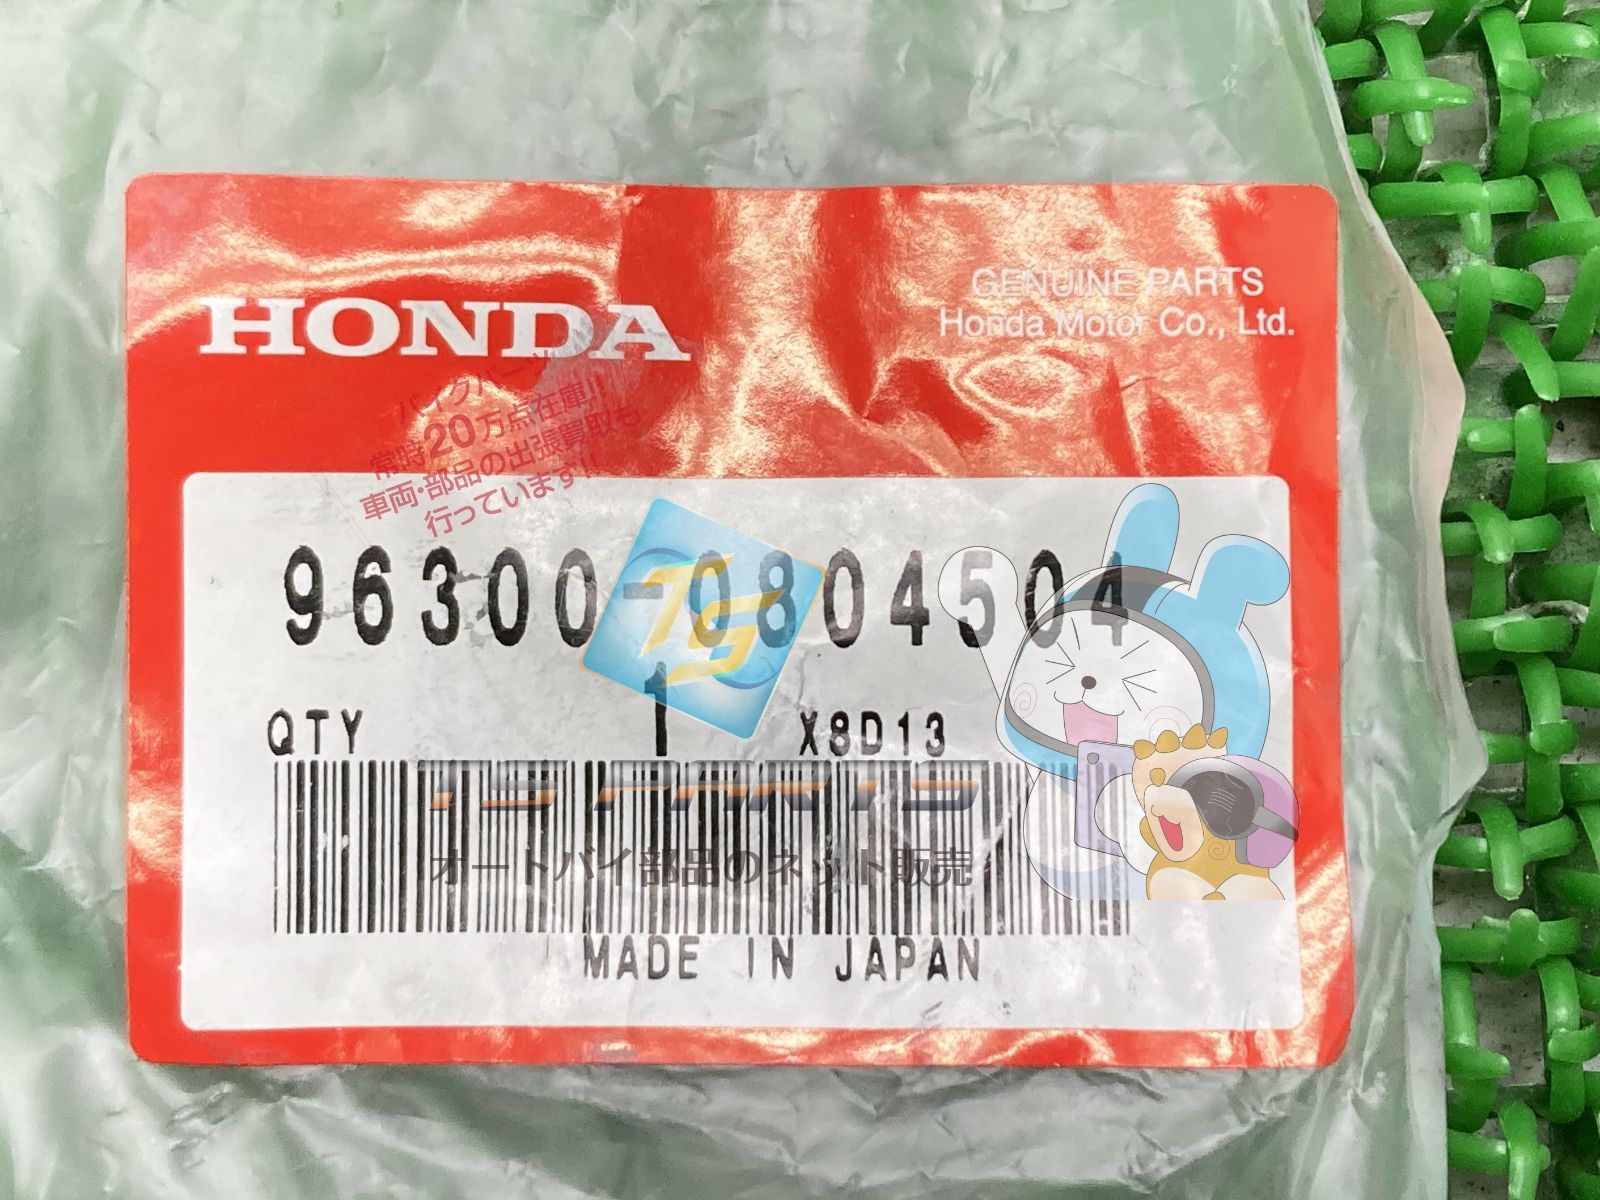 HONDA
GENUINE PARTS
Honda Motor Co., Ltd.
バイクパーツ
常時20万点在庫!!
車両・部品の出張買取も
行っています!!
96300-0804504
TS
QTY 1 X8D13
TS PARTS
オートバイ部品のネット販売
MADE IN JAPAN